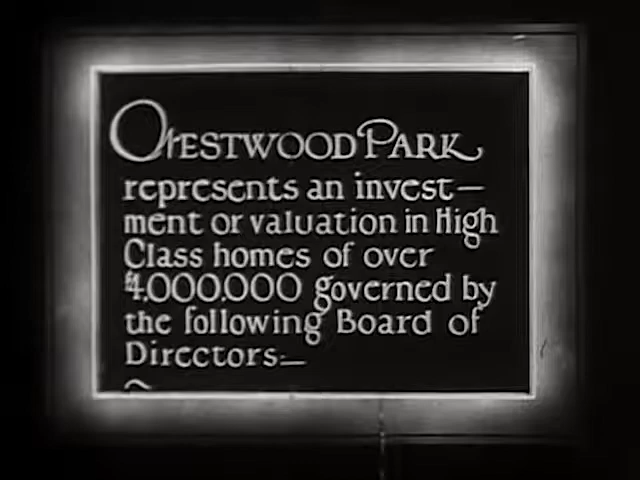 WESTWOOD PARK
represents an invest—
ment or valuation in High
Class homes of over
$4,000,000 governed by
the following Board of
Directors:—